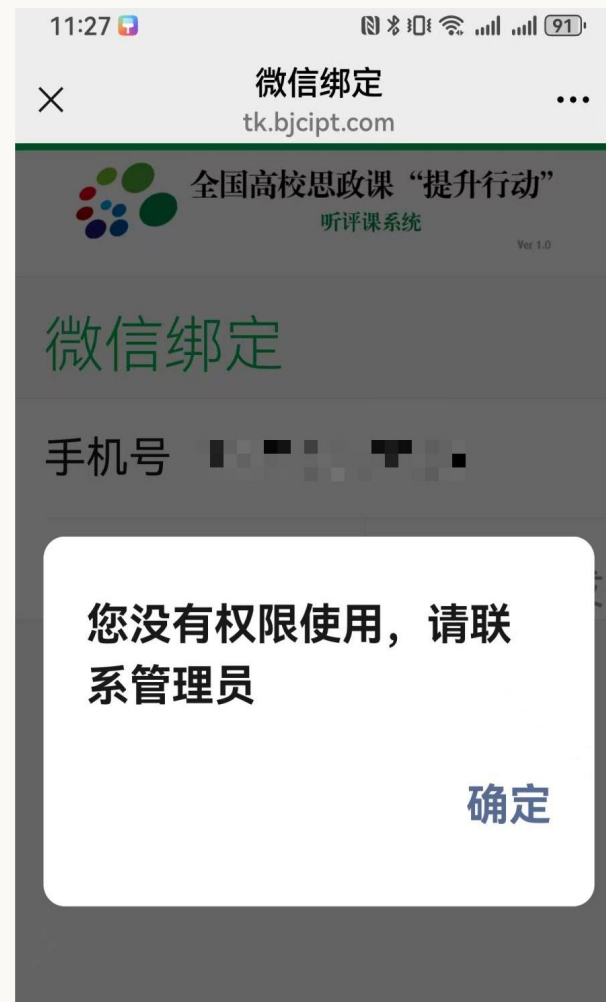 11:27
91
微信绑定
tk.bjcipt.com
全国高校思政课“提升行动”
听评课系统
Ver 1.0
微信绑定
手机号
您没有权限使用，请联
系管理员
确定